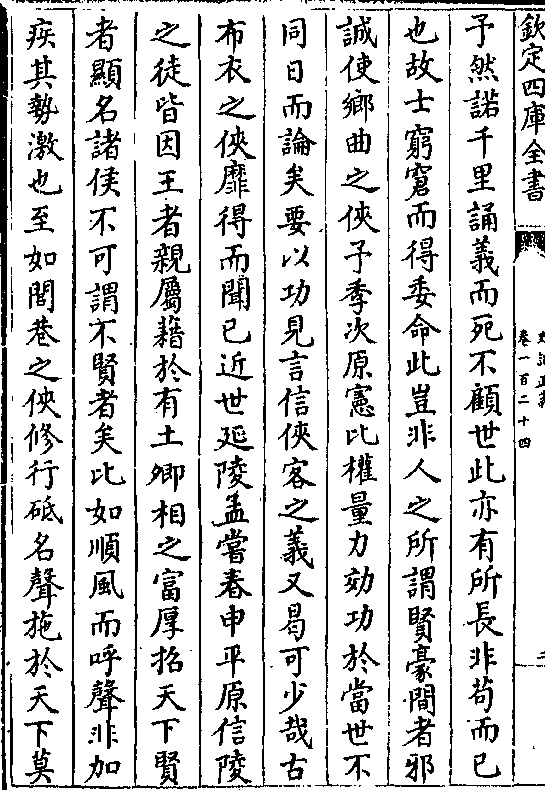 欽定四庫全書
史記正義
卷一百二十四
予然諾千里誦義而死不顧世此亦有所長非苟而已
也故士窮窘而得委命此豈非人之所謂賢豪間者邪
誠使鄉曲之俠予季次原憲比權量力効功於當世不
同日而論矣要以功見言信俠客之義又曷可少哉古
布衣之俠靡得而聞已近世延陵孟嘗春申平原信陵
之徒皆因王者親屬藉於有土卿相之富厚招天下賢
者顯名諸侯不可謂不賢者矣比如順風而呼聲非加
疾其勢激也至如閭巷之俠修行砥名聲施於天下莫